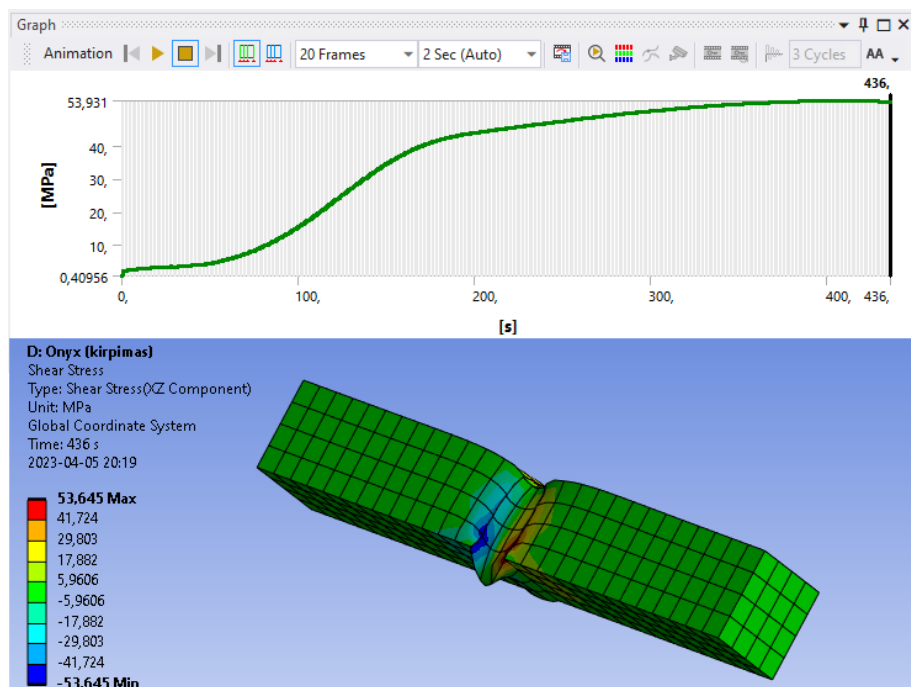 Graph
Animation
20 Frames
2 Sec (Auto)
3 Cycles
AA
436,
53,931
40,
30,
20,
10,
0,40956
[MPa]
0,
100,
200,
300,
400,
436,
[s]
D: Onyx (kirpimas)
Shear Stress
Type: Shear Stress(XZ Component)
Unit: MPa
Global Coordinate System
Time: 436 s
2023-04-05 20:19
53,645 Max
41,724
29,803
17,882
5,9606
-5,9606
-17,882
-29,803
-41,724
-53,645 Min